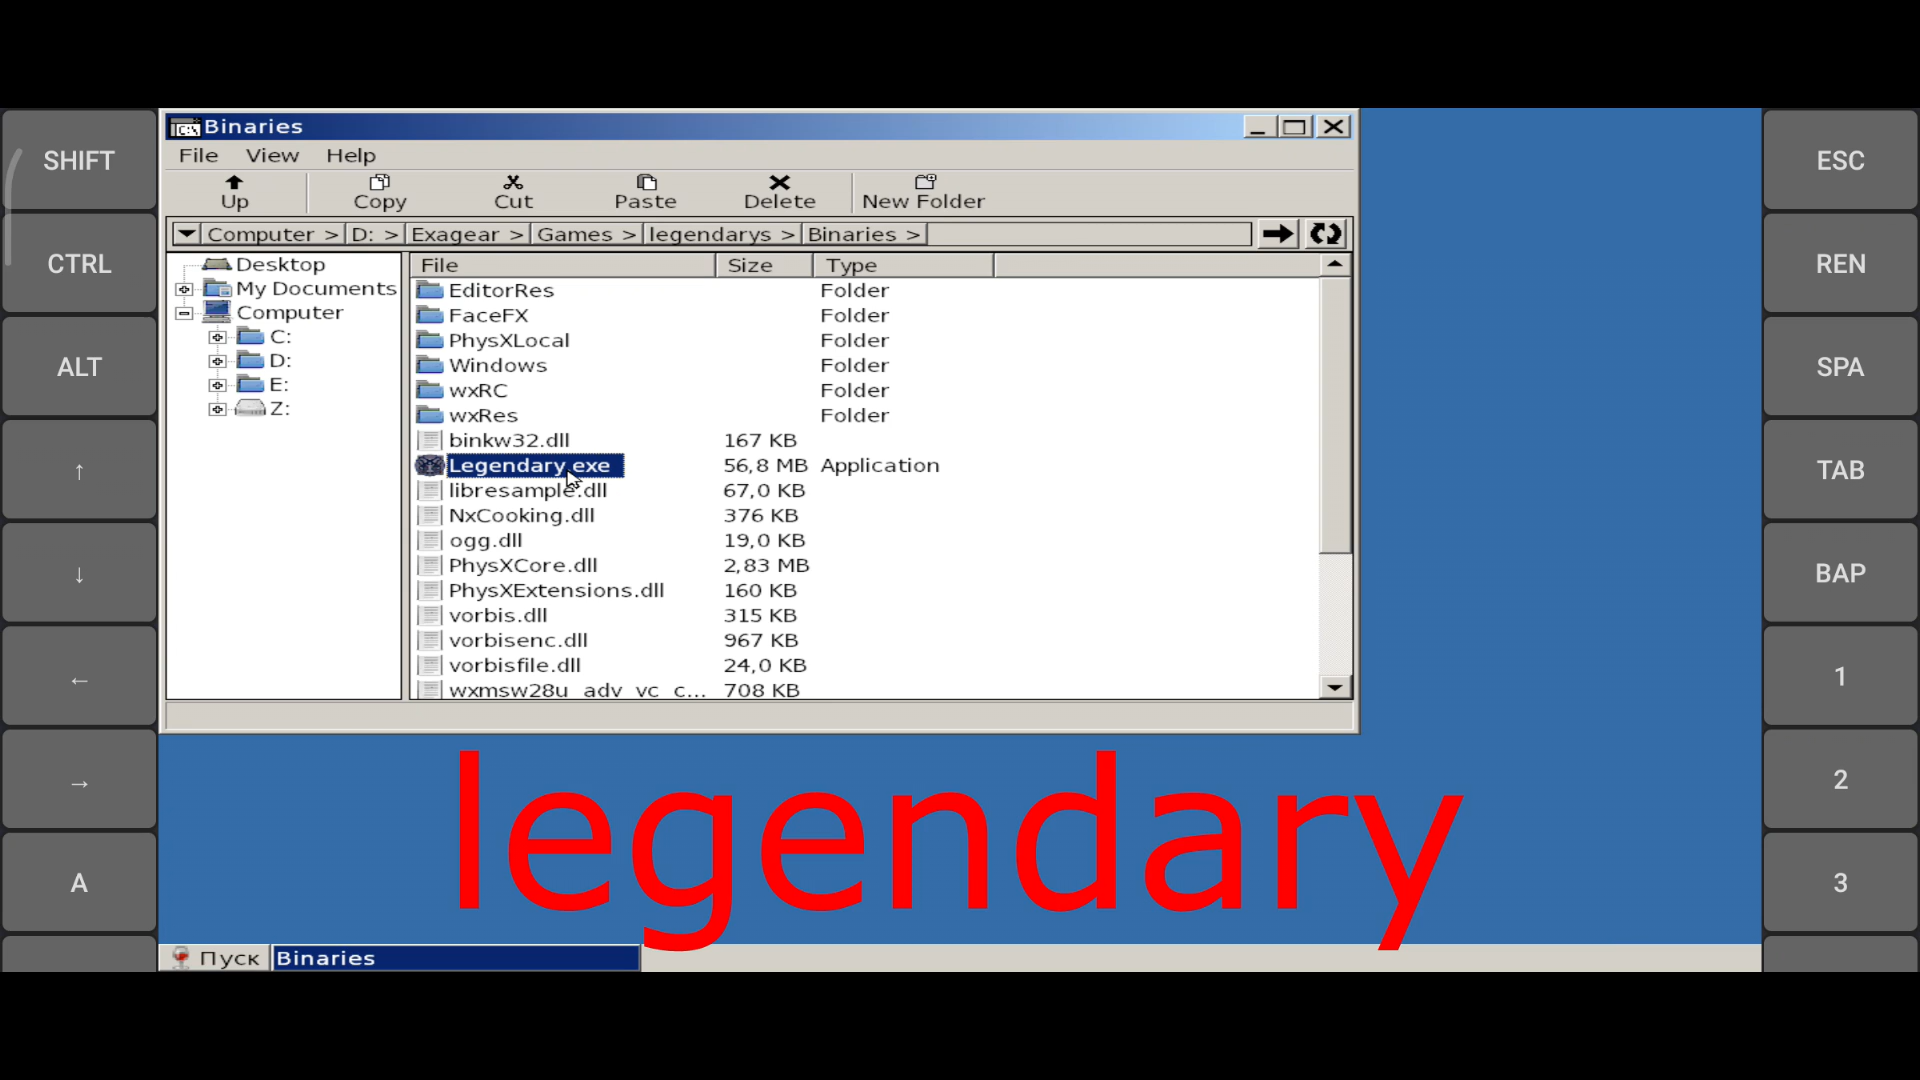 SHIFT
CTRL
ALT
↑
↓
←
→
A
Binaries
File View Help
Up Copy Cut Paste Delete New Folder
Computer > D: > Exagear > Games > legendarys > Binaries >
Desktop
My Documents
Computer
C:
D:
E:
Z:
File Size Type
EditorRes Folder
FaceFX Folder
PhysXLocal Folder
Windows Folder
wxRC Folder
wxRes Folder
binkw32.dll 167 KB
Legendary.exe 56,8 MB Application
libresample.dll 67,0 KB
NxCooking.dll 376 KB
ogg.dll 19,0 KB
PhysXCore.dll 2,83 MB
PhysXExtensions.dll 160 KB
vorbis.dll 315 KB
vorbisenc.dll 967 KB
vorbisfile.dll 24,0 KB
wxmsw28u_adv_vc_c... 708 KB
legendary
Пуск Binaries
ESC
REN
SPA
TAB
BAP
1
2
3